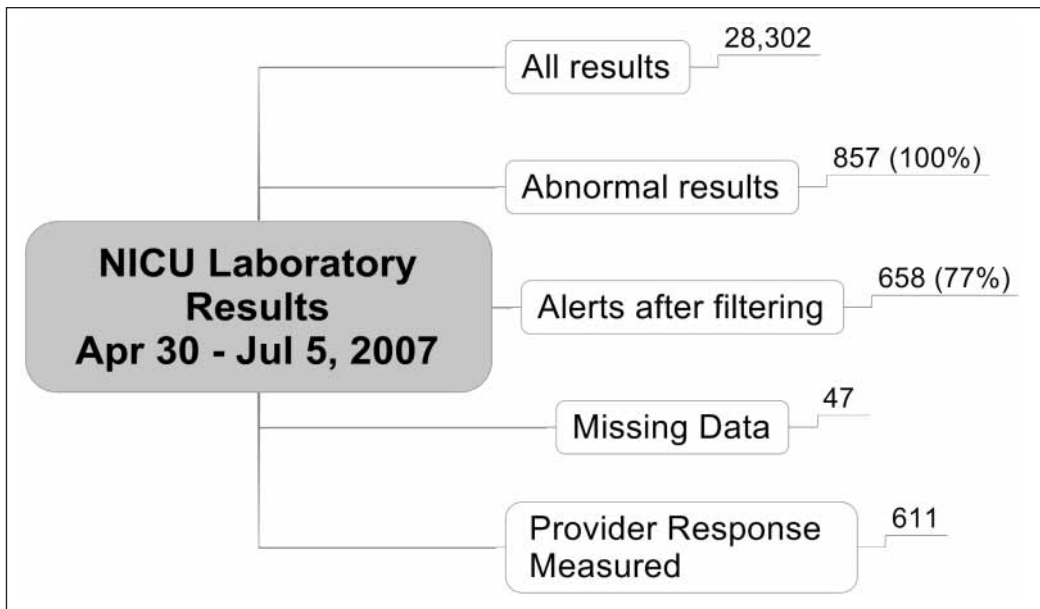 NICU Laboratory
Results
Apr 30 - Jul 5, 2007
All results
28,302
Abnormal results
857 (100%)
Alerts after filtering
658 (77%)
Missing Data
47
Provider Response
Measured
611